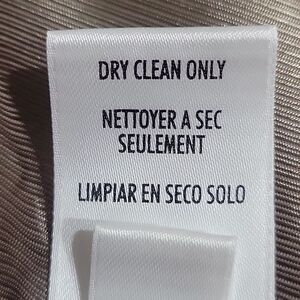 DRY CLEAN ONLY
NETTOYER A SEC
SEULEMENT
LIMPIAR EN SECO SOLO